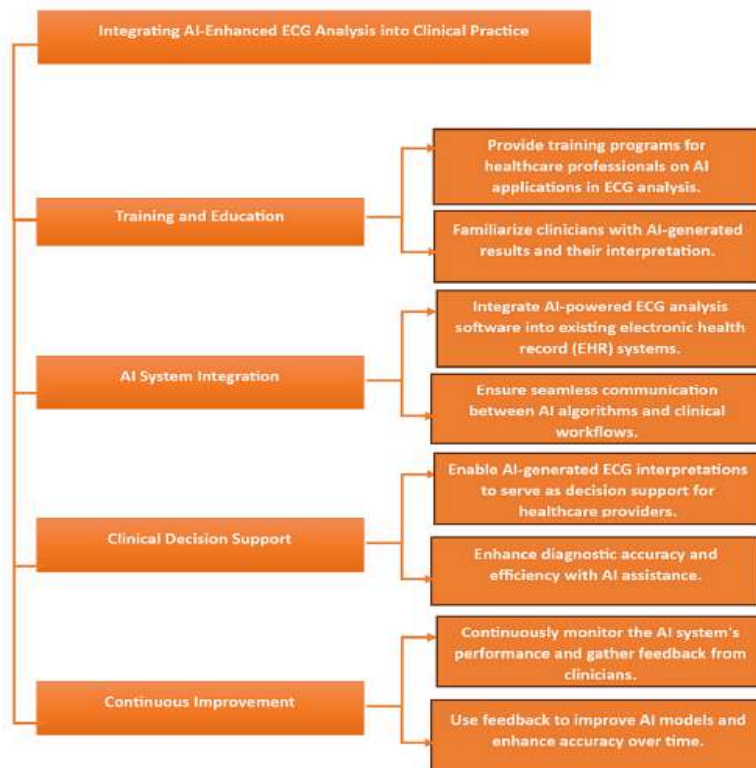 Integrating AI-Enhanced ECG Analysis into Clinical Practice
Training and Education
Provide training programs for
healthcare professionals on AI
applications in ECG analysis.
Familiarize clinicians with AI-generated
results and their interpretation.
AI System Integration
Integrate AI-powered ECG analysis
software into existing electronic health
record (EHR) systems.
Ensure seamless communication
between AI algorithms and clinical
workflows.
Clinical Decision Support
Enable AI-generated ECG interpretations
to serve as decision support for
healthcare providers.
Enhance diagnostic accuracy and
efficiency with AI assistance.
Continuous Improvement
Continuously monitor the AI system's
performance and gather feedback from
clinicians.
Use feedback to improve AI models and
enhance accuracy over time.